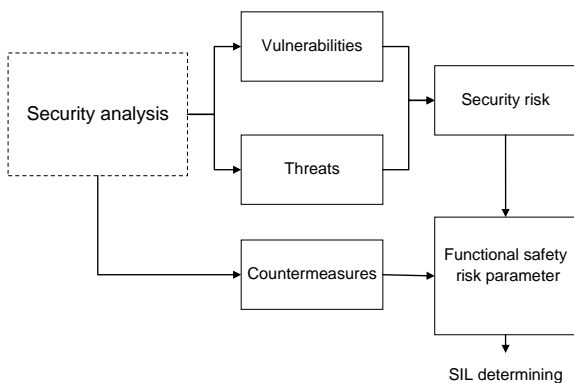 Vulnerabilities
Security analysis
Security risk
Threats
Functional safety
risk parameter
Countermeasures
SIL determining